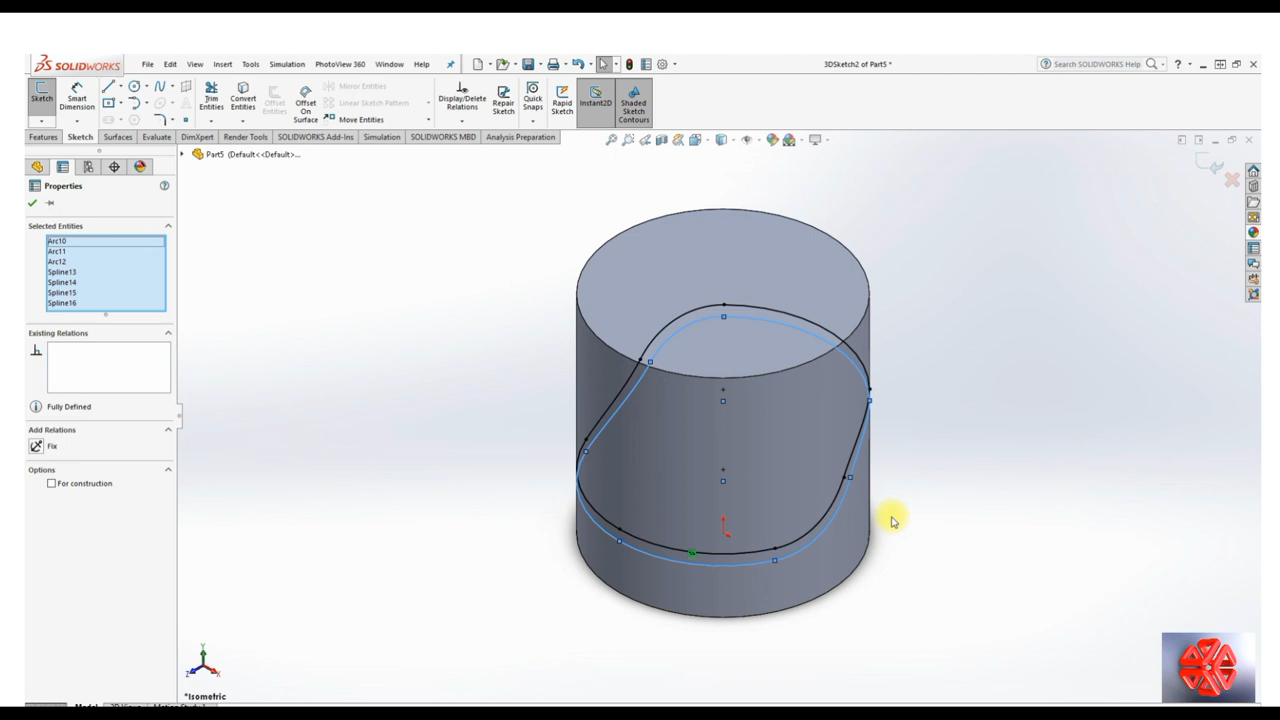 SOLIDWORKS File Edit View Insert Tools Simulation PhotoView 360 Window Help 3DSketch2 of Part5 * Search SOLIDWORKS Help
Sketch Smart Dimension Trim Entities Convert Entities Offset Entities Offset On Surface Mirror Entities Linear Sketch Pattern Move Entities Display/Delete Relations Repair Sketch Quick Snaps Rapid Sketch Instant2D Shaded Sketch Contours
Features Sketch Surfaces Evaluate DimXpert Render Tools SOLIDWORKS Add-Ins Simulation SOLIDWORKS MBD Analysis Preparation
Part5 (Default<<Default>...
Properties
Selected Entities
Arc10
Arc11
Arc12
Spline13
Spline14
Spline15
Spline16
Existing Relations
Fully Defined
Add Relations
Fix
Options
For construction
Y
Z X
*Isometric